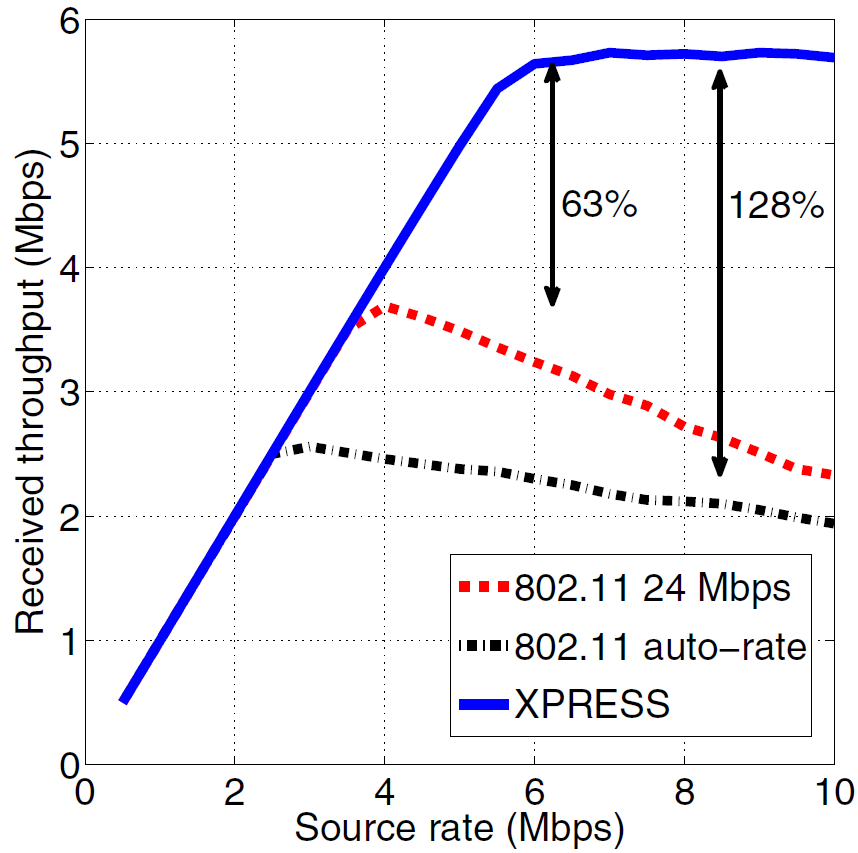 6
5
4
3
2
1
0
Received throughput (Mbps)
63%
128%
802.11 24 Mbps
802.11 auto−rate
XPRESS
0 2 4 6 8 10
Source rate (Mbps)